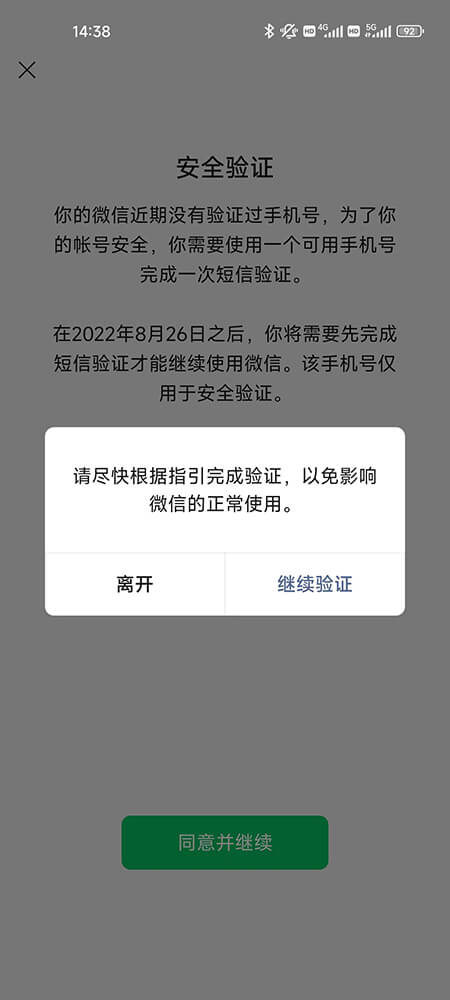 14:38
HD 4G HD 5G 92
安全验证
你的微信近期没有验证过手机号，为了你
的帐号安全，你需要使用一个可用手机号
完成一次短信验证。
在2022年8月26日之后，你将需要先完成
短信验证才能继续使用微信。该手机号仅
用于安全验证。
请尽快根据指引完成验证，以免影响
微信的正常使用。
离开
继续验证
同意并继续